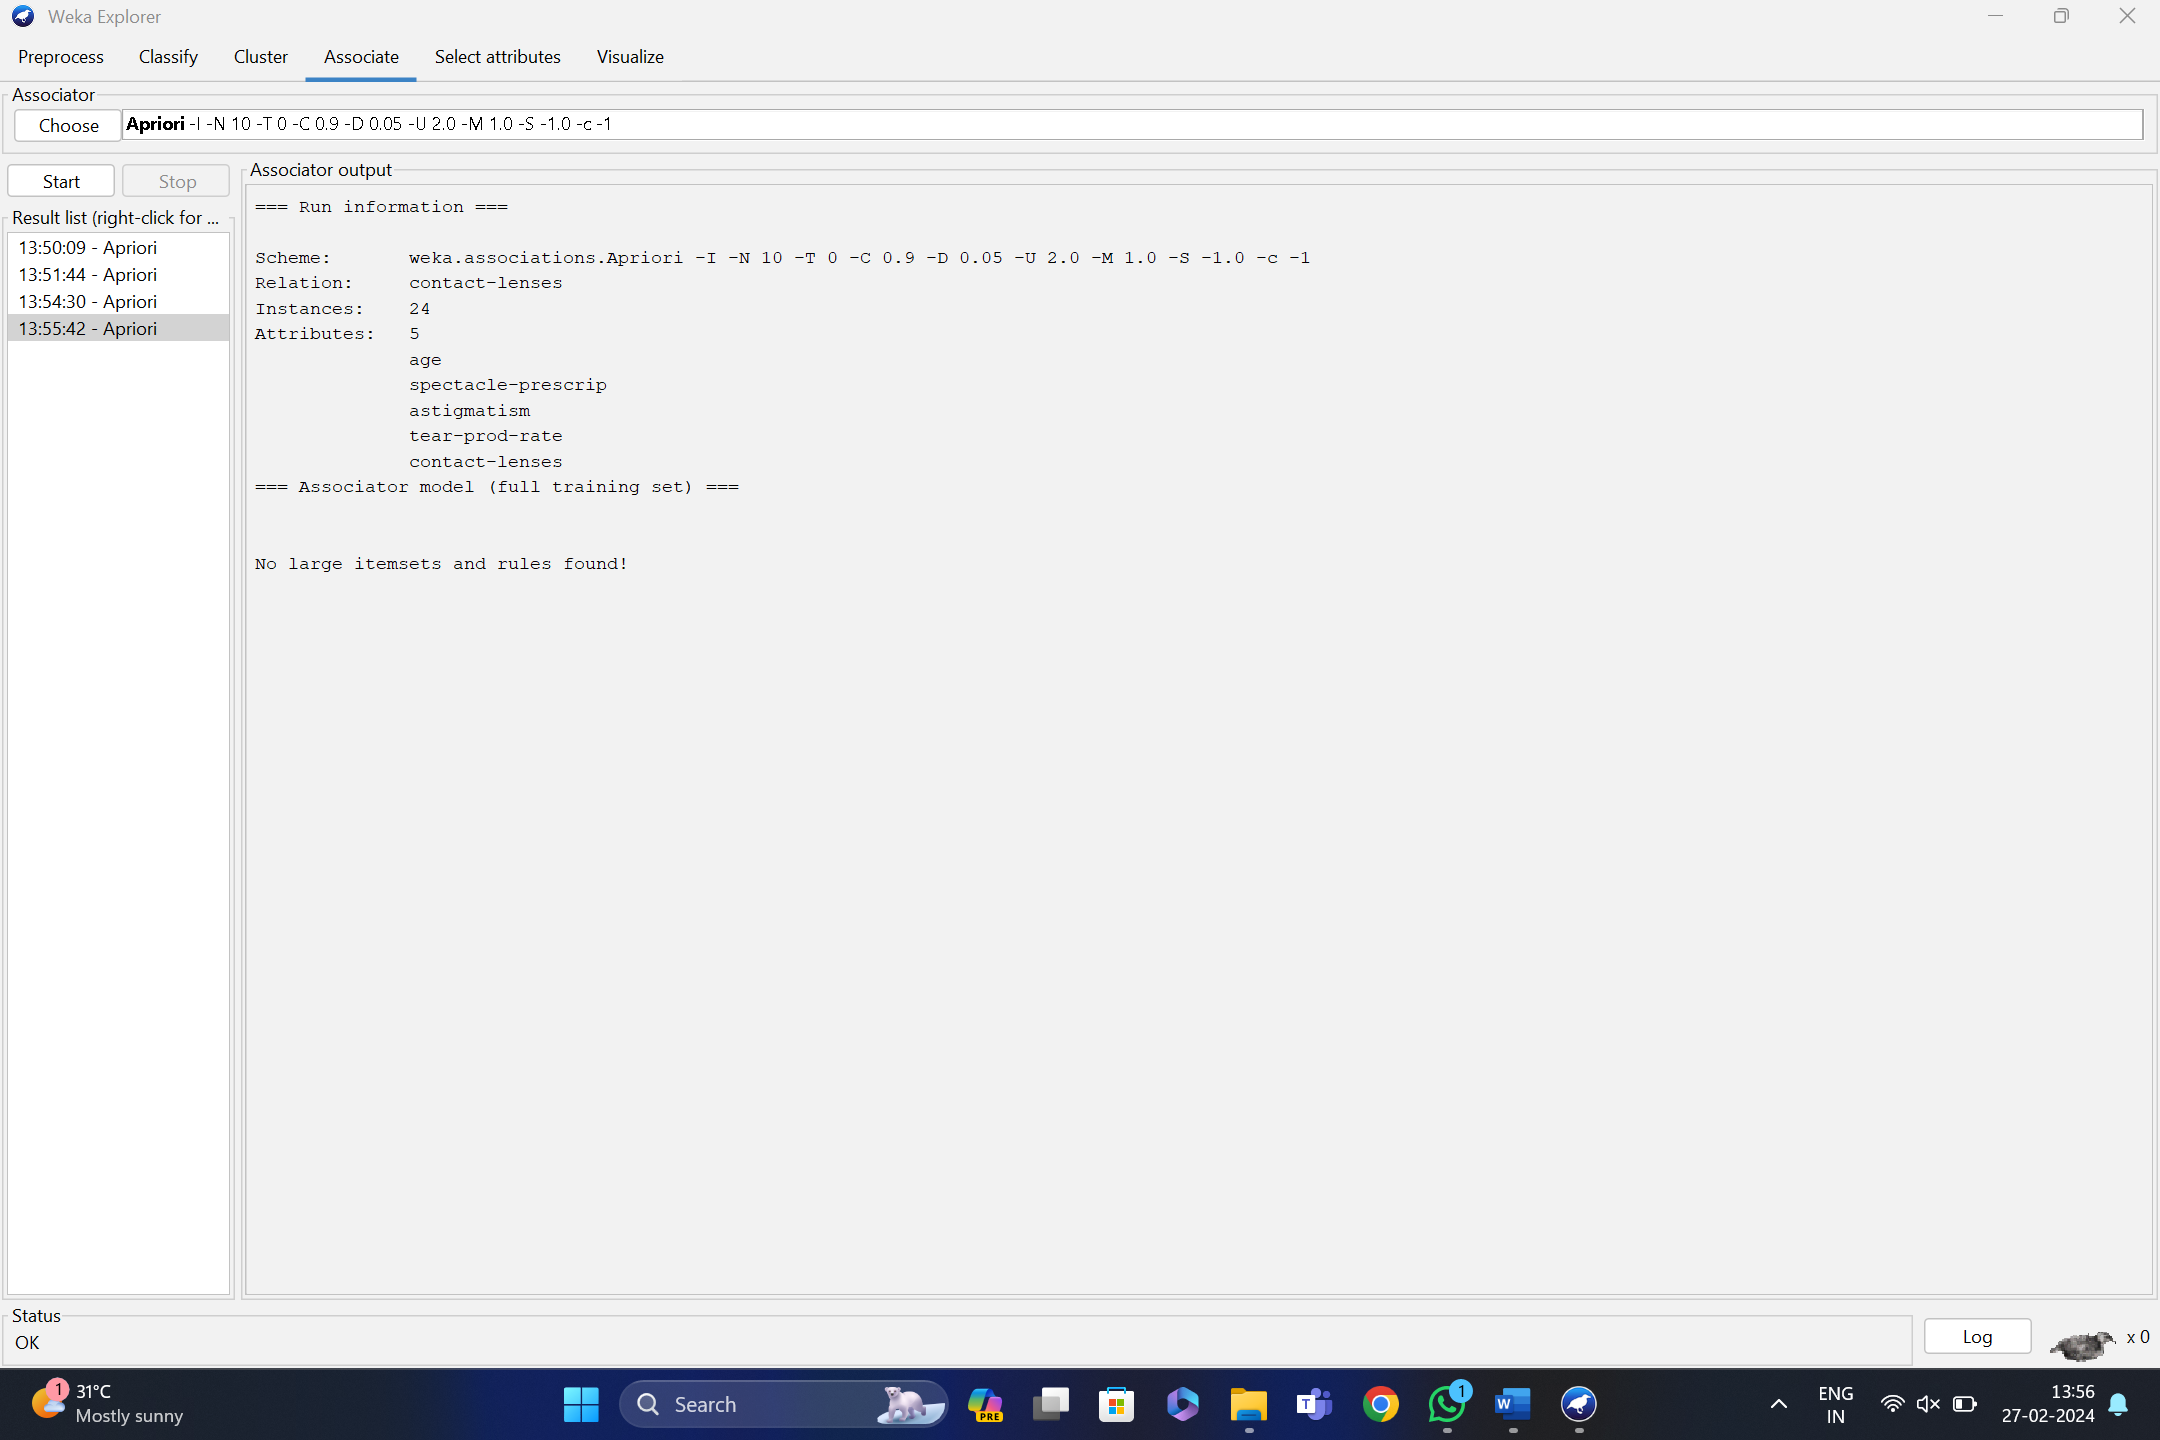 Weka Explorer
Preprocess Classify Cluster Associate Select attributes Visualize
Associator
Choose Apriori -I -N 10 -T 0 -C 0.9 -D 0.05 -U 2.0 -M 1.0 -S -1.0 -c -1
Start Stop
Result list (right-click for ...
13:50:09 - Apriori
13:51:44 - Apriori
13:54:30 - Apriori
13:55:42 - Apriori
Associator output
=== Run information ===
Scheme: weka.associations.Apriori -I -N 10 -T 0 -C 0.9 -D 0.05 -U 2.0 -M 1.0 -S -1.0 -c -1
Relation: contact-lenses
Instances: 24
Attributes: 5
age
spectacle-prescrip
astigmatism
tear-prod-rate
contact-lenses
=== Associator model (full training set) ===
No large itemsets and rules found!
Status
OK
Log
x 0
1
31°C
Mostly sunny
Search
PRE
T
1
W
ENG
IN
13:56
27-02-2024